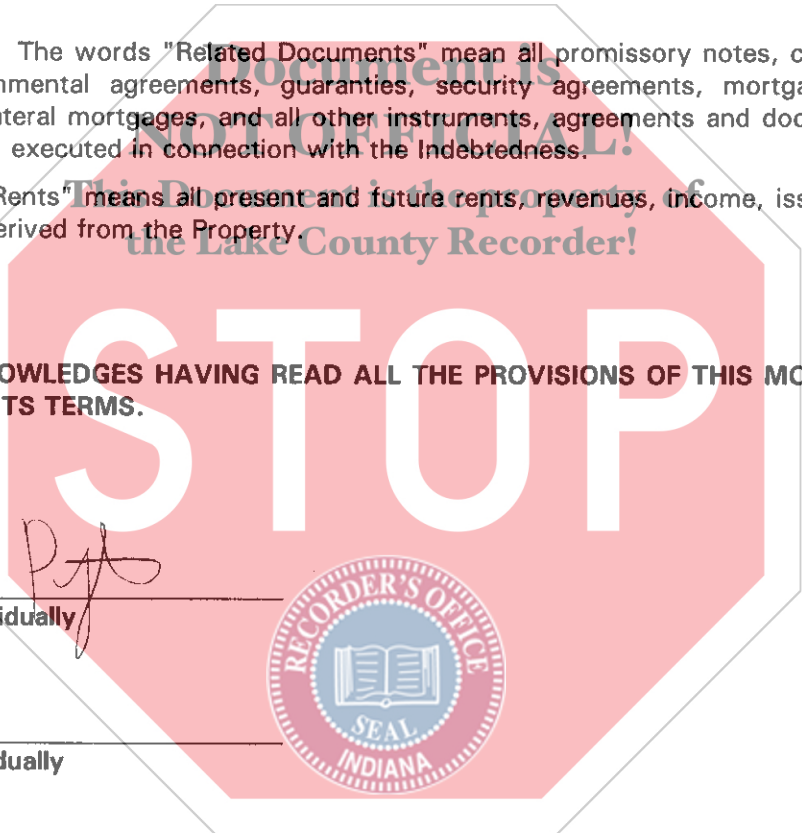 The words "Related Documents" mean all promissory notes, c
nmental agreements, guaranties, security agreements, mortga
ateral mortgages, and all other instruments, agreements and doc
executed in connection with the Indebtedness.
Rents" means all present and future rents, revenues, income, iss
erived from the Property.
Document is
NOT OFFICIAL!
This Document is the property of
the Lake County Recorder!
OWLEDGES HAVING READ ALL THE PROVISIONS OF THIS MO
TS TERMS.
STOP
idually
dually
RECORDER'S OFFICE
SEAL
INDIANA